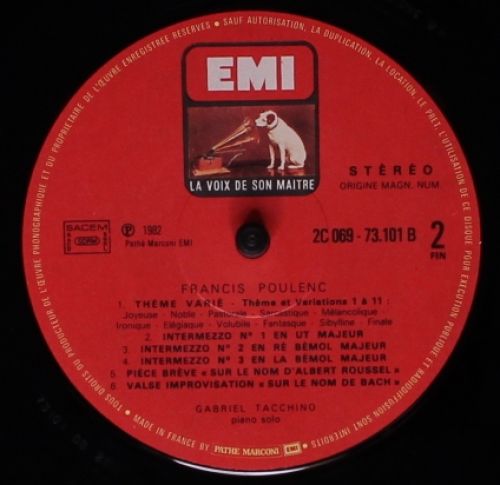 TOUS DROITS DU PRODUCTEUR DE L'ŒUVRE PHONOGRAPHIQUE ET DU PROPRIETAIRE DE L'ŒUVRE ENREGISTREE RESERVES • SAUF AUTORISATION, LA DUPLICATION, LA LOCATION, LE PRET, L'UTILISATION DE CE DISQUE POUR EXECUTION PUBLIQUE ET RADIODIFFUSION SONT INTERDITS •
EMI
LA VOIX DE SON MAITRE
STÉRÉO
ORIGINE MAGN. NUM.
SACEM
SACD
SDRM
SGDL
℗ 1982
Pathé Marconi EMI
2C 069 - 73.101 B
2
FIN
FRANCIS POULENC
1. THÈME VARIÉ - Thème et Variations 1 à 11 :
Joyeuse - Noble - Pastorale - Sarcastique - Mélancolique
Ironique - Elégiaque - Volubile - Fantasque - Sibylline - Finale
2. INTERMEZZO N° 1 EN UT MAJEUR
3. INTERMEZZO N° 2 EN RÉ BÉMOL MAJEUR
4. INTERMEZZO N° 3 EN LA BÉMOL MAJEUR
5. PIÈCE BRÈVE « SUR LE NOM D'ALBERT ROUSSEL »
6. VALSE IMPROVISATION « SUR LE NOM DE BACH »
GABRIEL TACCHINO
piano solo
MADE IN FRANCE BY PATHE MARCONI EMI